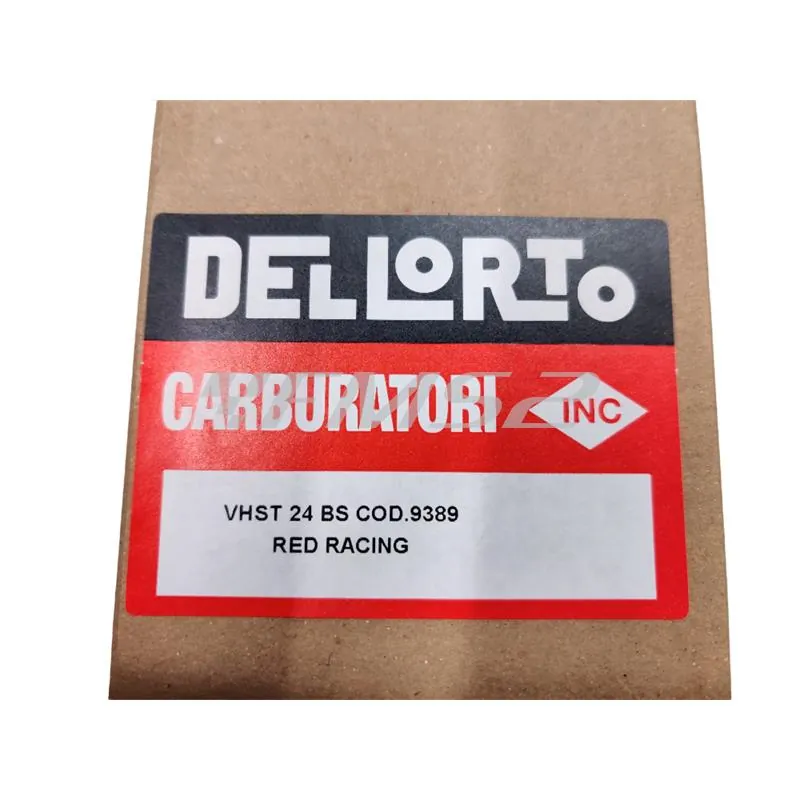 DELLORTO
CARBURATORI INC
VHST 24 BS COD.9389
RED RACING